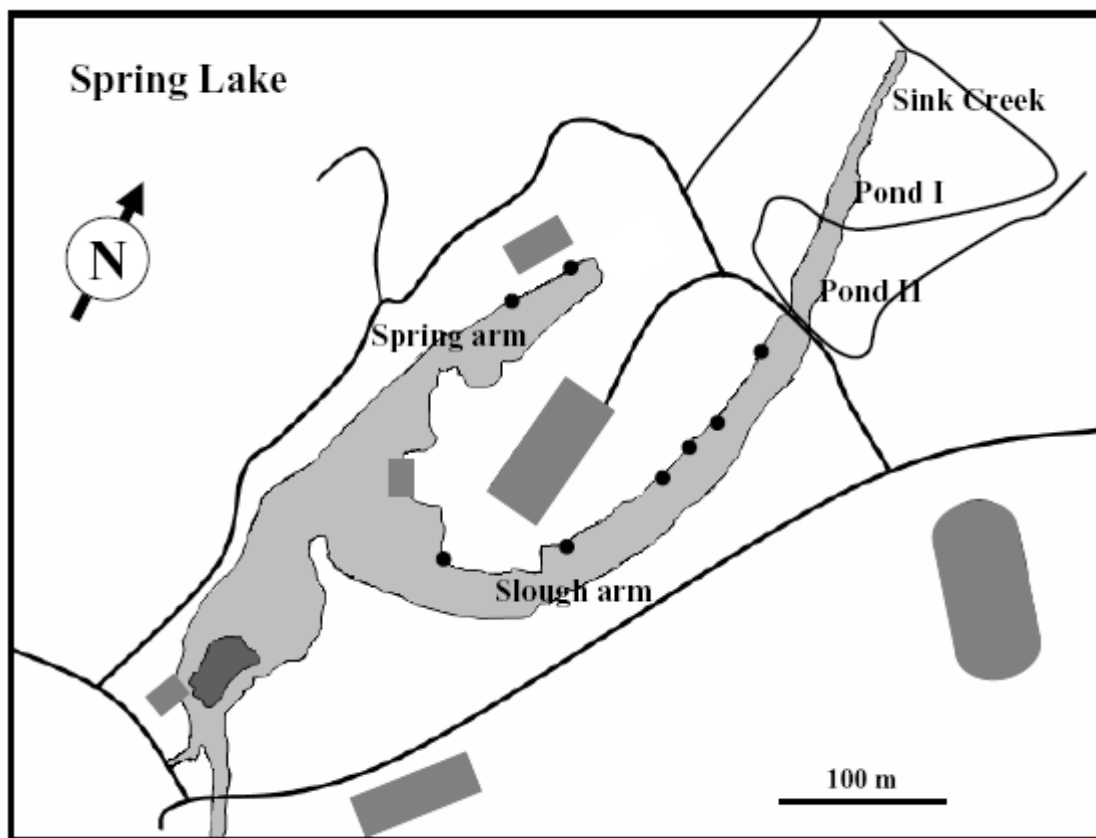 Spring Lake
Sink Creek
Pond I
N
Pond II
Spring arm
Slough arm
100 m